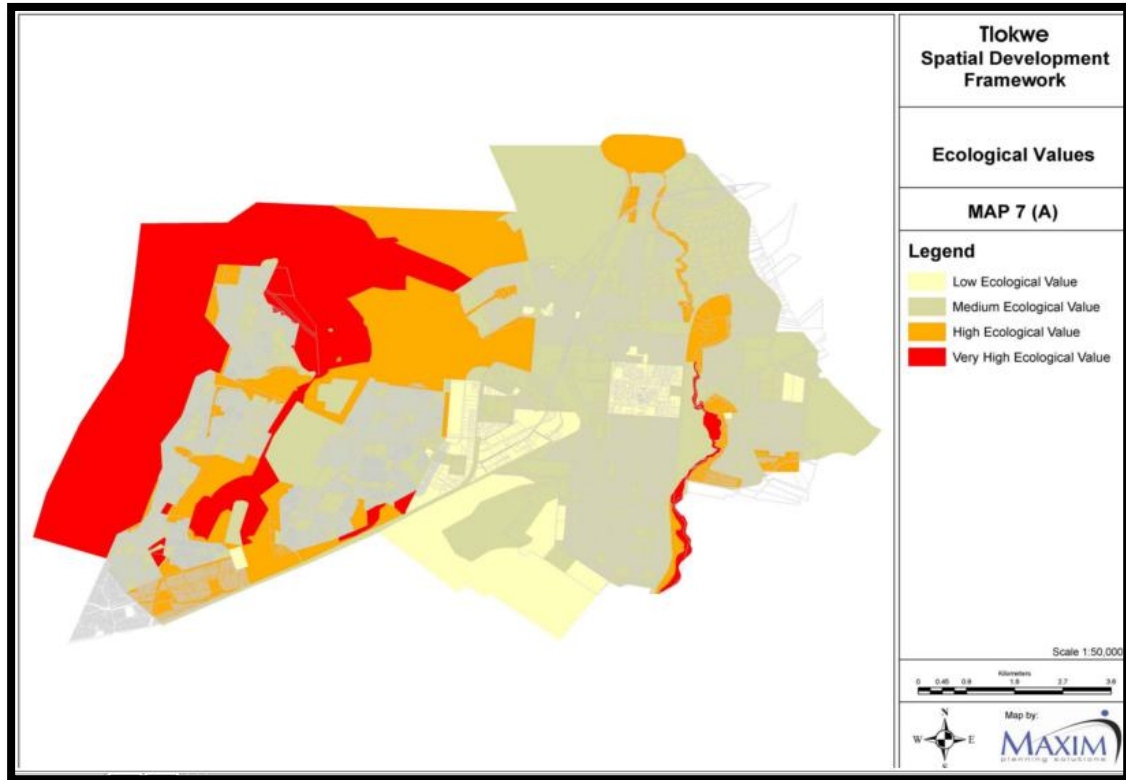 Tlokwe
Spatial Development
Framework
Ecological Values
MAP 7 (A)
Legend
Low Ecological Value
Medium Ecological Value
High Ecological Value
Very High Ecological Value
Scale 1:50,000
Kilometers
0 0.45 0.9 1.8 2.7 3.6
N
W E
S
Map by:
MAXIM
planning solutions